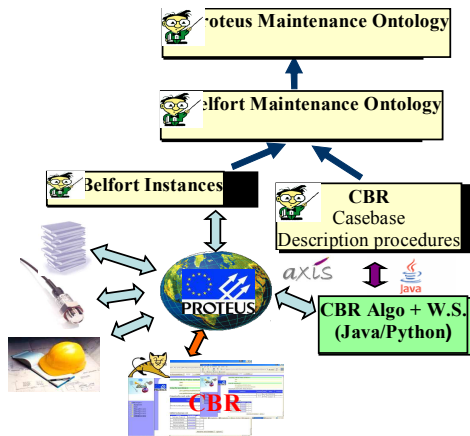 Proteus Maintenance Ontology
Belfort Maintenance Ontology
Belfort Instances
CBR
Casebase
Description procedures
axis
Java
PROTEUS
CBR Algo + W.S.
(Java/Python)
CBR